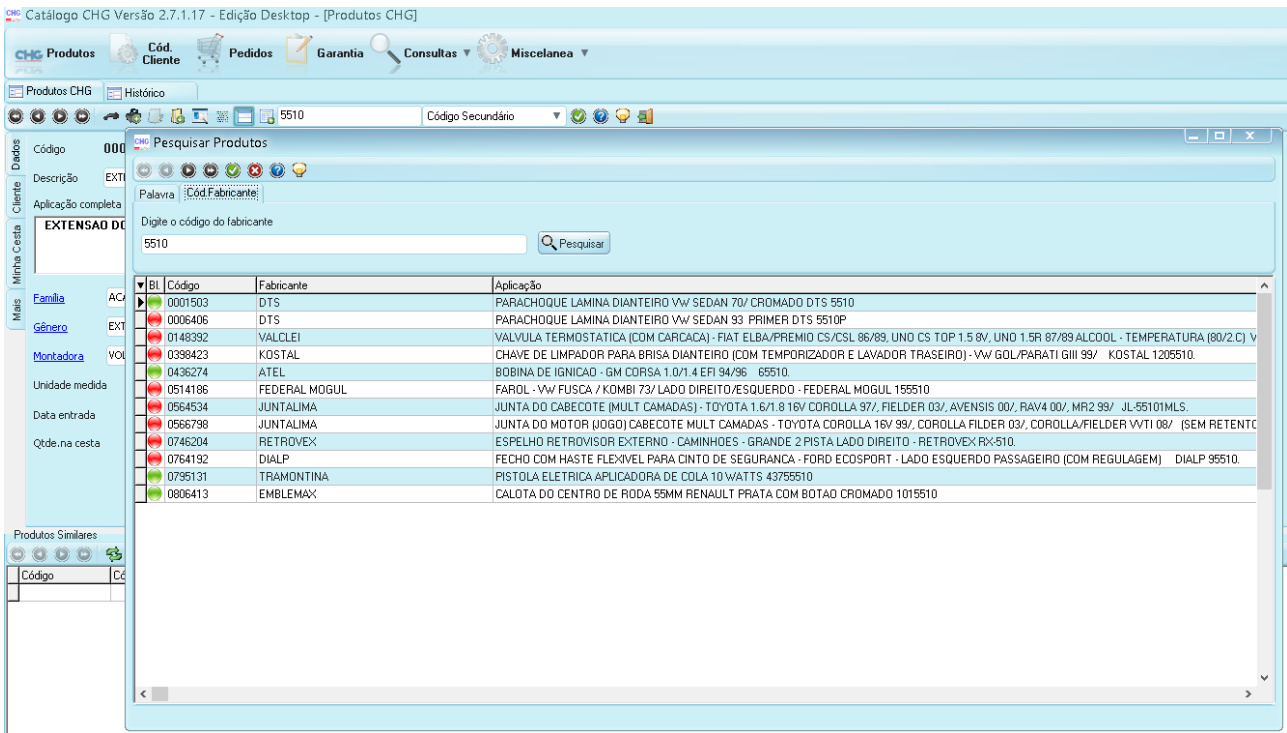 CHG Catálogo CHG Versão 2.7.1.17 - Edição Desktop - [Produtos CHG]
CHG Produtos Cód. Cliente Pedidos Garantia Consultas Miscelanea
Produtos CHG Histórico
5510 Código Secundário
Dados
Cliente
Minha Cesta
Mais
Código 000
Descrição EXT
Aplicação completa
EXTENSAO DO
Família ACA
Gênero EXT
Montadora VOL
Unidade medida
Data entrada
Qtde.na cesta
Produtos Similares
Código Có
CHG Pesquisar Produtos
Palavra Cód.Fabricante
Digite o código do fabricante
5510 Pesquisar
Bl. Código Fabricante Aplicação
0001503 DTS PARACHOQUE LAMINA DIANTEIRO VW SEDAN 70/ CROMADO DTS 5510
0006406 DTS PARACHOQUE LAMINA DIANTEIRO VW SEDAN 93 PRIMER DTS 5510P
0148392 VALCLEI VALVULA TERMOSTATICA (COM CARCACA) - FIAT ELBA/PREMIO CS/CSL 86/89, UNO CS TOP 1.5 8V, UNO 1.5R 87/89 ALCOOL - TEMPERATURA (80/2.C) V
0398423 KOSTAL CHAVE DE LIMPADOR PARA BRISA DIANTEIRO (COM TEMPORIZADOR E LAVADOR TRASEIRO) - VW GOL/PARATI GIII 99/ KOSTAL 1205510.
0436274 ATEL BOBINA DE IGNICAO - GM CORSA 1.0/1.4 EFI 94/96 65510.
0514186 FEDERAL MOGUL FAROL - VW FUSCA / KOMBI 73/ LADO DIREITO/ESQUERDO - FEDERAL MOGUL 155510
0564534 JUNTALIMA JUNTA DO CABECOTE (MULT CAMADAS) - TOYOTA 1.6/1.8 16V COROLLA 97/, FIELDER 03/, AVENSIS 00/, RAV4 00/, MR2 99/ JL-55101MLS.
0566798 JUNTALIMA JUNTA DO MOTOR (JOGO) CABECOTE MULT CAMADAS - TOYOTA COROLLA 16V 99/, COROLLA FILDER 03/, COROLLA/FIELDER VVTI 08/ (SEM RETENTO
0746204 RETROVEX ESPELHO RETROVISOR EXTERNO - CAMINHOES - GRANDE 2 PISTA LADO DIREITO - RETROVEX RX-510.
0764192 DIALP FECHO COM HASTE FLEXIVEL PARA CINTO DE SEGURANCA - FORD ECOSPORT - LADO ESQUERDO PASSAGEIRO (COM REGULAGEM) DIALP 95510.
0795131 TRAMONTINA PISTOLA ELETRICA APLICADORA DE COLA 10 WATTS 43755510
0806413 EMBLEMAX CALOTA DO CENTRO DE RODA 55MM RENAULT PRATA COM BOTAO CROMADO 1015510